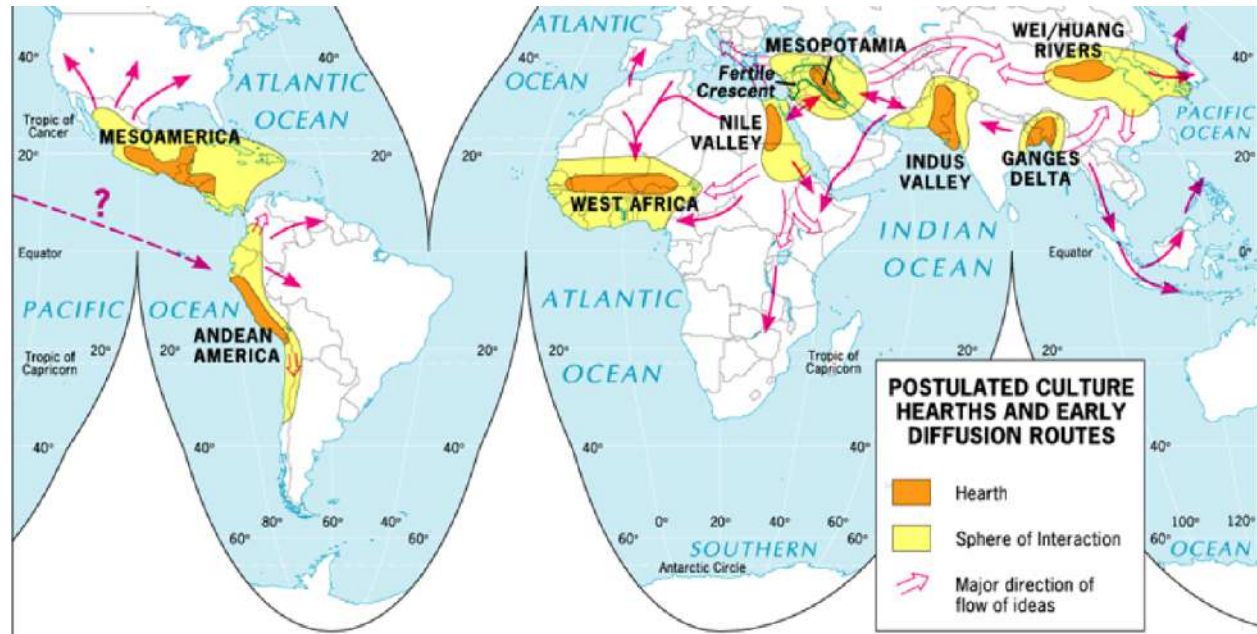 ATLANTIC
OCEAN
40°
40°
ATLANTIC
OCEAN
40°
MESOPOTAMIA
Fertile
Crescent
WEI/HUANG
RIVERS
40°
Tropic of
Cancer
MESOAMERICA
20°
20°
20°
NILE
VALLEY
INDUS
VALLEY
GANGES
DELTA
PACIFIC
OCEAN
20°
WEST AFRICA
?
Equator
INDIAN
OCEAN
Equator
0°
PACIFIC
OCEAN
ANDEAN
AMERICA
ATLANTIC
OCEAN
Tropic of
Capricorn
20°
20°
20°
20°
Tropic of
Capricorn
20°
20°
40°
40°
40°
POSTULATED CULTURE
HEARTHS AND EARLY
DIFFUSION ROUTES
Hearth
Sphere of Interaction
Major direction of
flow of ideas
80°
60°
40°
60°
60°
20°
0°
20°
40°
60°
60°
SOUTHERN
Antarctic Circle
100°
120°
60°
OCEAN